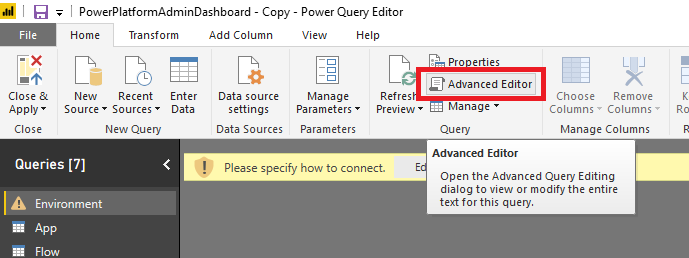 PowerPlatformAdminDashboard - Copy - Power Query Editor
File
Home
Transform
Add Column
View
Tools
Help
Close &
Apply
New
Source
Recent
Sources
Enter
Data
Data source
settings
Manage
Parameters
Refresh
Preview
Properties
Advanced Editor
Manage
Choose
Columns
Remove
Columns
Close
New Query
Data Sources
Parameters
Query
Manage Columns
Queries [7]
Please specify how to connect.
Advanced Editor
Open the Advanced Query Editing
dialog to view or modify the entire
text for this query.
Environment
App
Flow